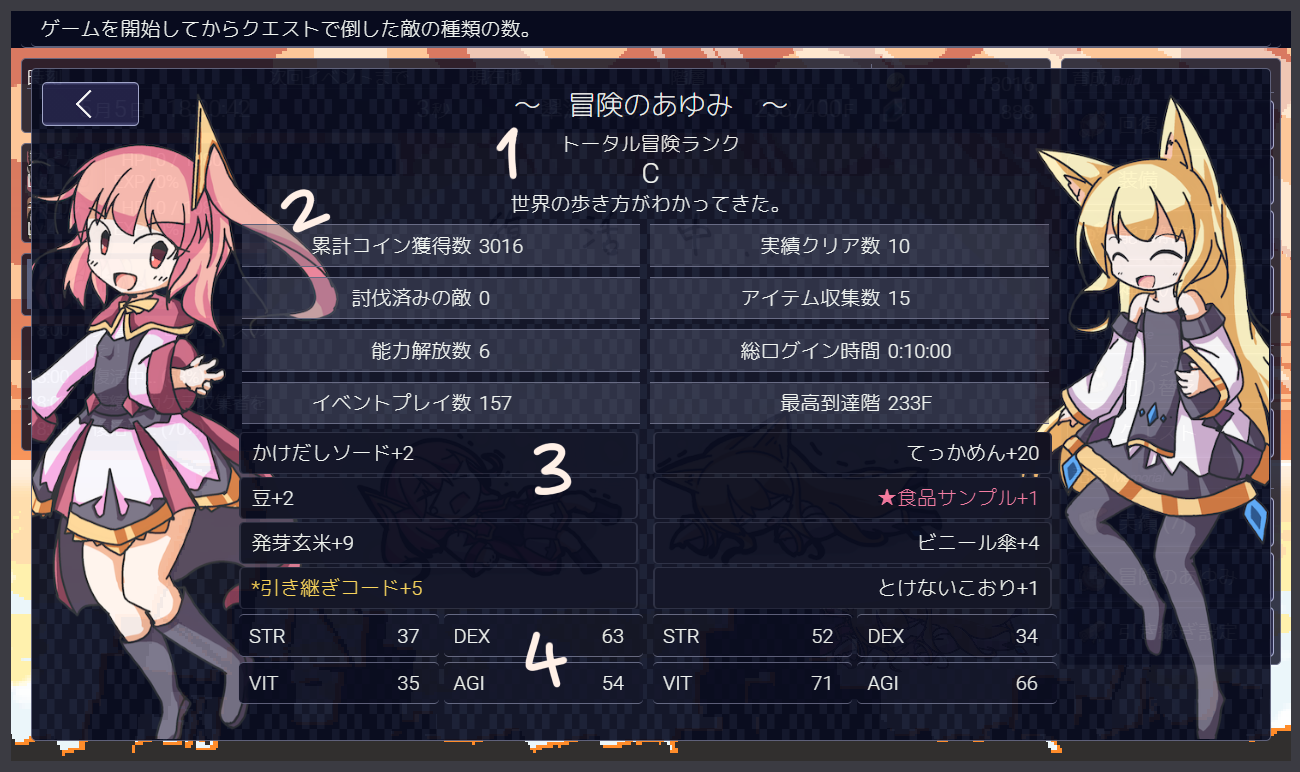 ゲームを開始してからクエストで倒した敵の種類の数。
～ 冒険のあゆみ ～
1
トータル冒険ランク
C
世界の歩き方がわかってきた。
2
累計コイン獲得数 3016
実績クリア数 10
討伐済みの敵 0
アイテム収集数 15
能力解放数 6
総ログイン時間 0:10:00
イベントプレイ数 157
最高到達階 233F
3
かけだしソード+2
てっかめん+20
豆+2
★食品サンプル+1
発芽玄米+9
ビニール傘+4
*引き継ぎコード+5
とけないこおり+1
4
STR 37 DEX 63 STR 52 DEX 34
VIT 35 AGI 54 VIT 71 AGI 66